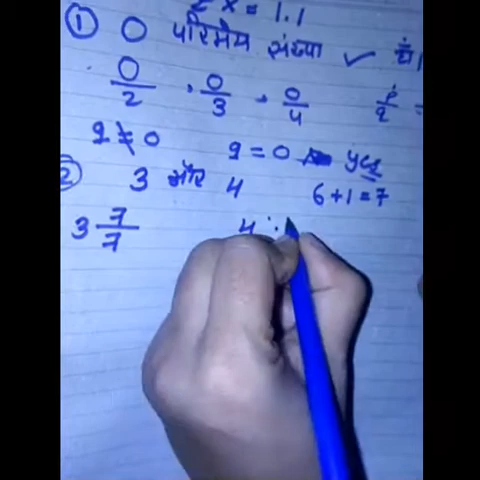 x = 1.1
① 0 परिमेय संख्या ✓
0/2 , 0/3 , 0/4 p/q =
q ≠ 0 q = 0 yes
② 3 और 4 6+1=7
3 7/7 4